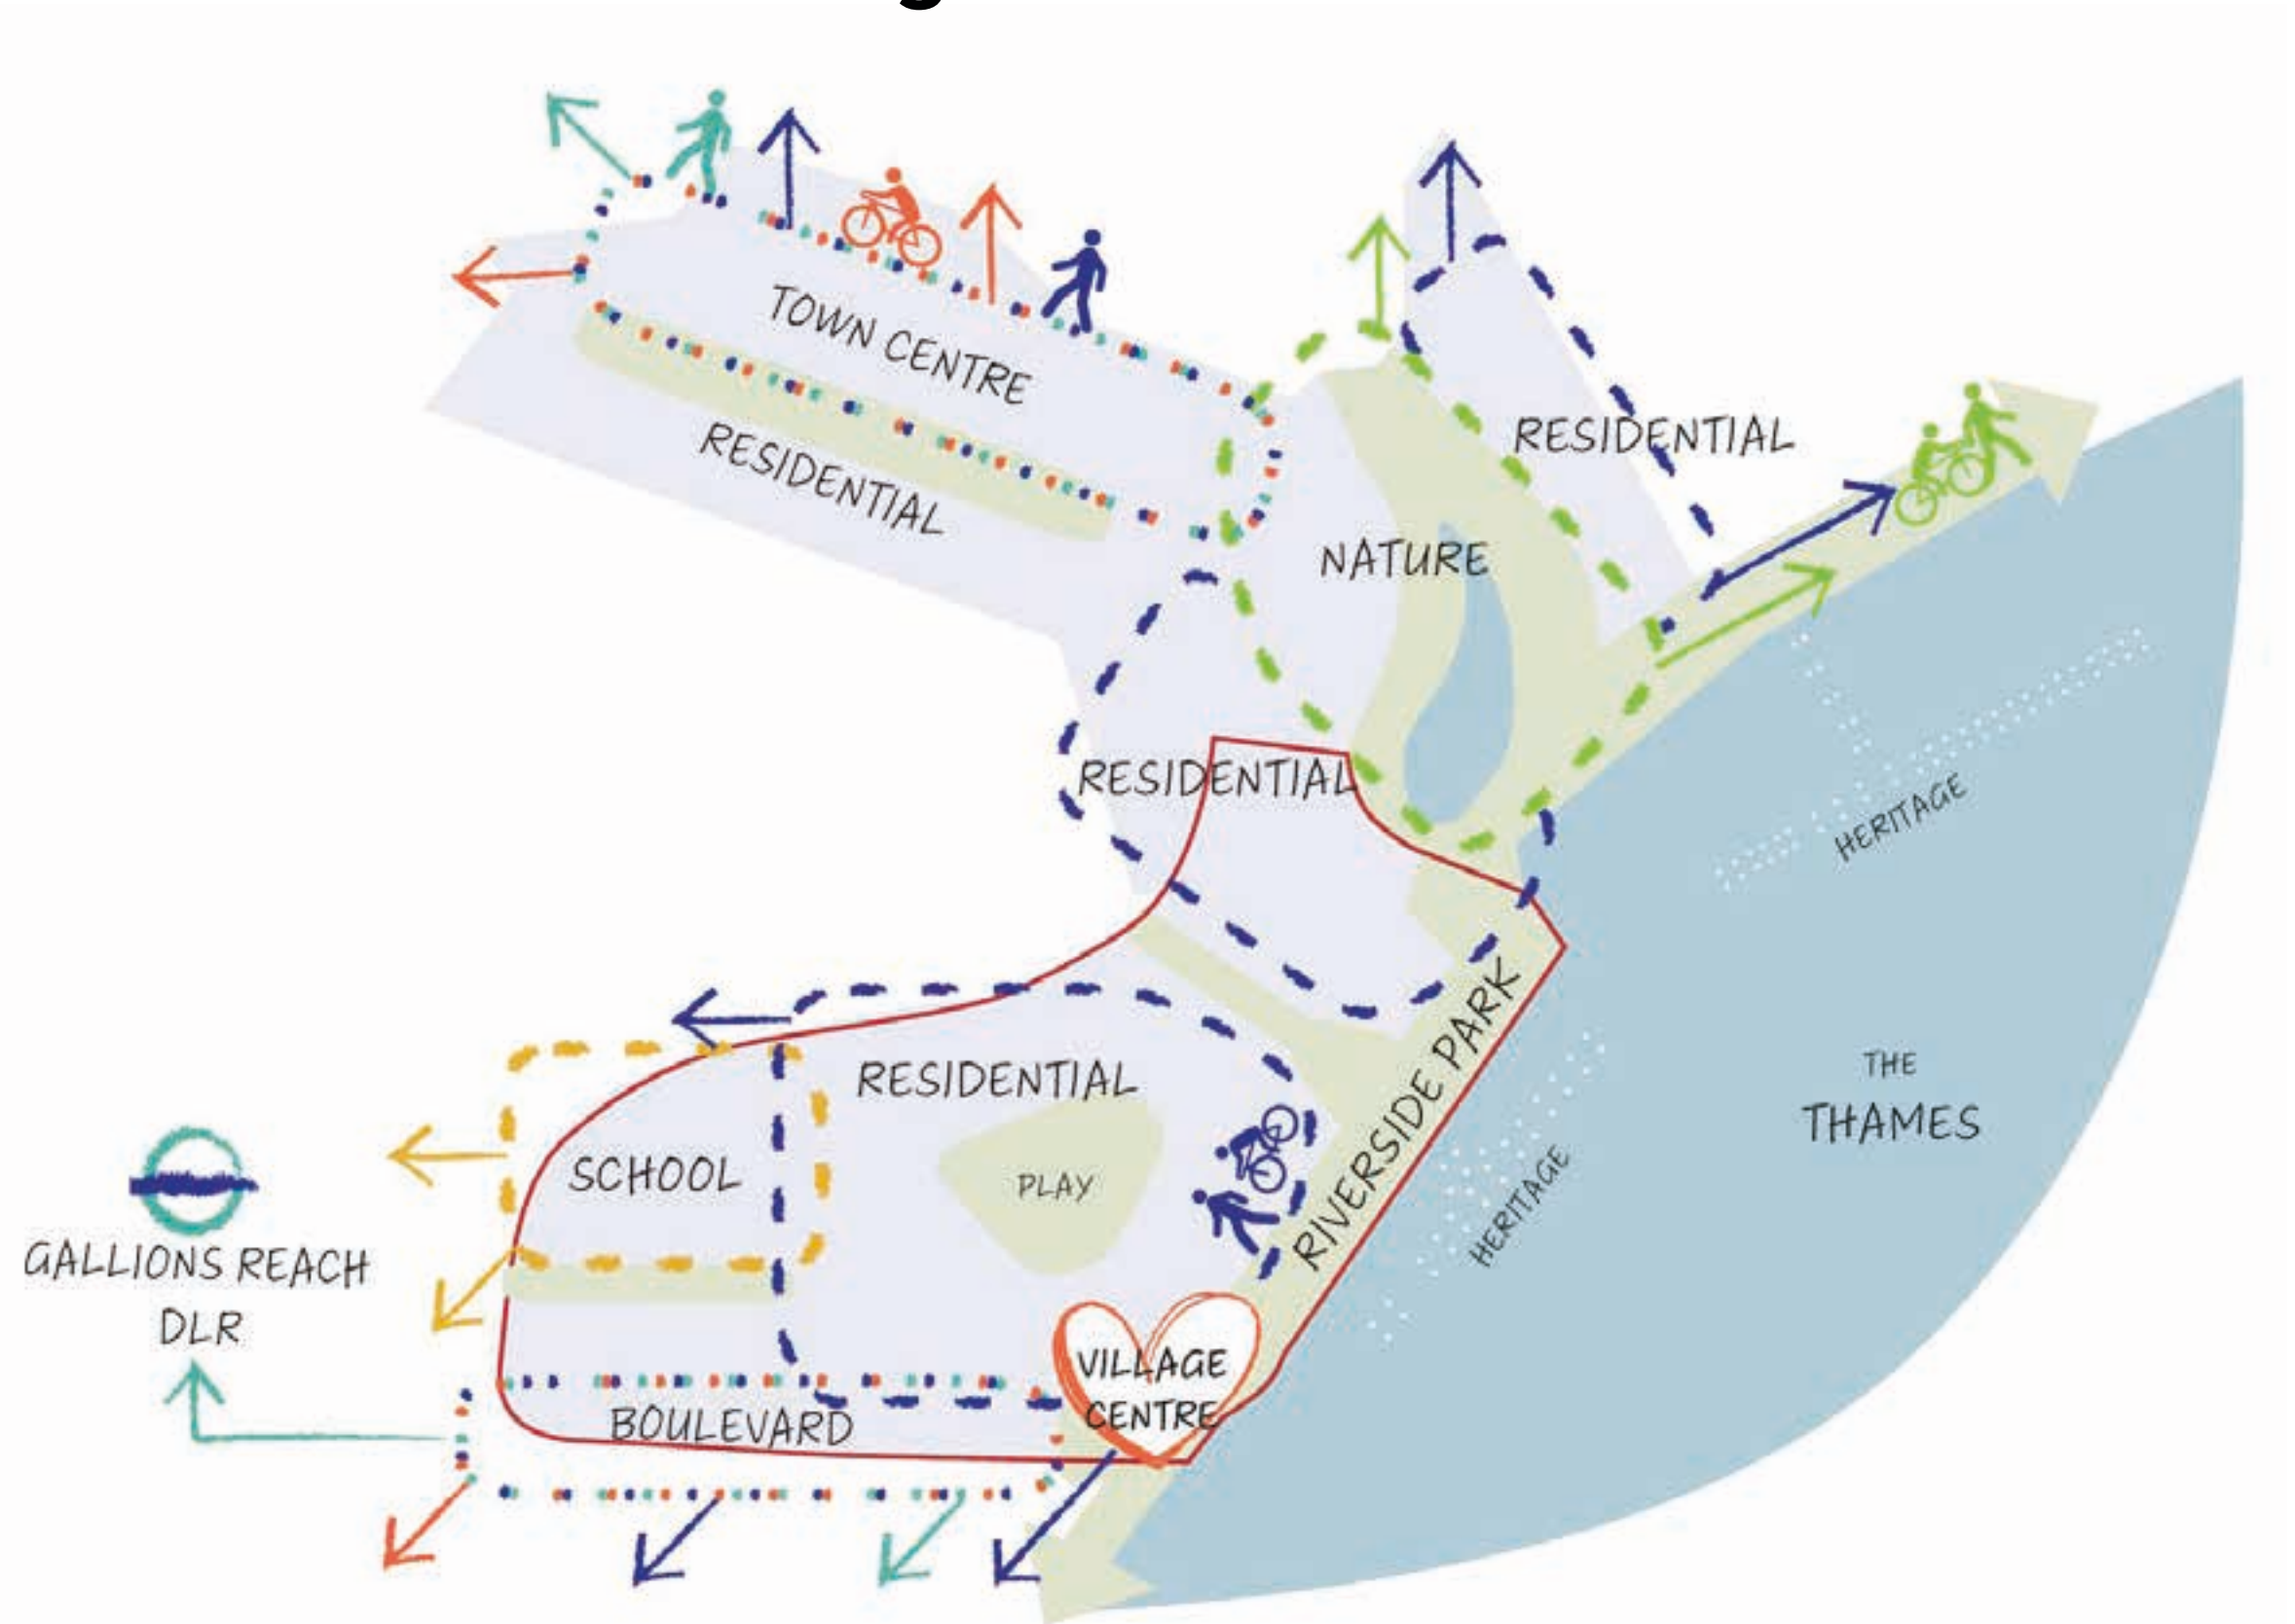 TOWN CENTRE
RESIDENTIAL
RESIDENTIAL
NATURE
RESIDENTIAL
HERITAGE
RIVERSIDE PARK
RESIDENTIAL
THE
THAMES
SCHOOL
PLAY
HERITAGE
GALLIONS REACH
DLR
VILLAGE
CENTRE
BOULEVARD